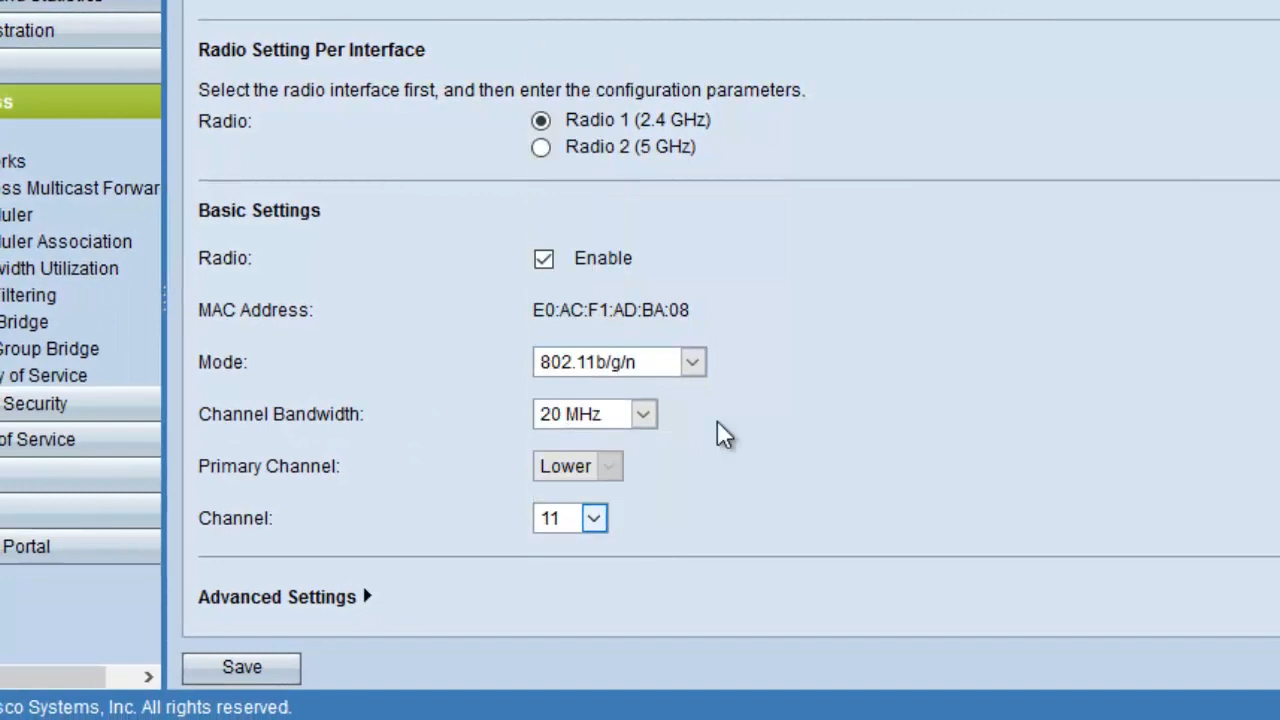 stration
Radio Setting Per Interface
Select the radio interface first, and then enter the configuration parameters.
Radio:
Radio 1 (2.4 GHz)
Radio 2 (5 GHz)
Basic Settings
Radio:
Enable
MAC Address:
E0:AC:F1:AD:BA:08
Mode:
802.11b/g/n
Channel Bandwidth:
20 MHz
Primary Channel:
Lower
Channel:
11
Advanced Settings
Save
ss
rks
ess Multicast Forwar
duler
duler Association
width Utilization
iltering
Bridge
Group Bridge
y of Service
Security
of Service
Portal
sco Systems, Inc. All rights reserved.